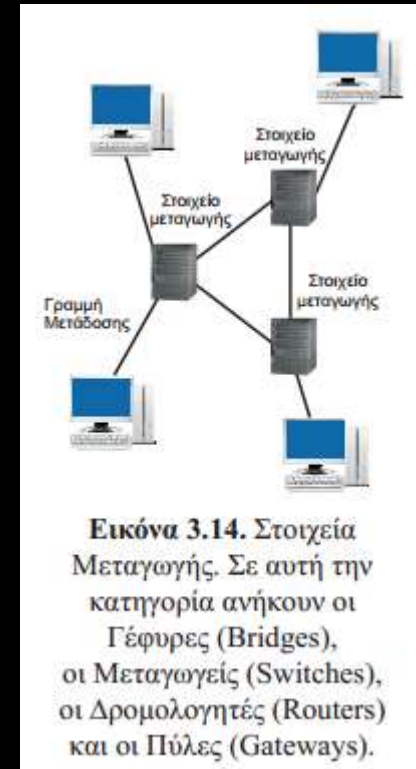 Στοιχείο
μεταγωγής
Στοιχείο
μεταγωγής
Στοιχείο
μεταγωγής
Γραμμή
Μετάδοσης
Εικόνα 3.14. Στοιχεία
Μεταγωγής. Σε αυτή την
κατηγορία ανήκουν οι
Γέφυρες (Bridges),
οι Μεταγωγείς (Switches),
οι Δρομολογητές (Routers)
και οι Πύλες (Gateways).